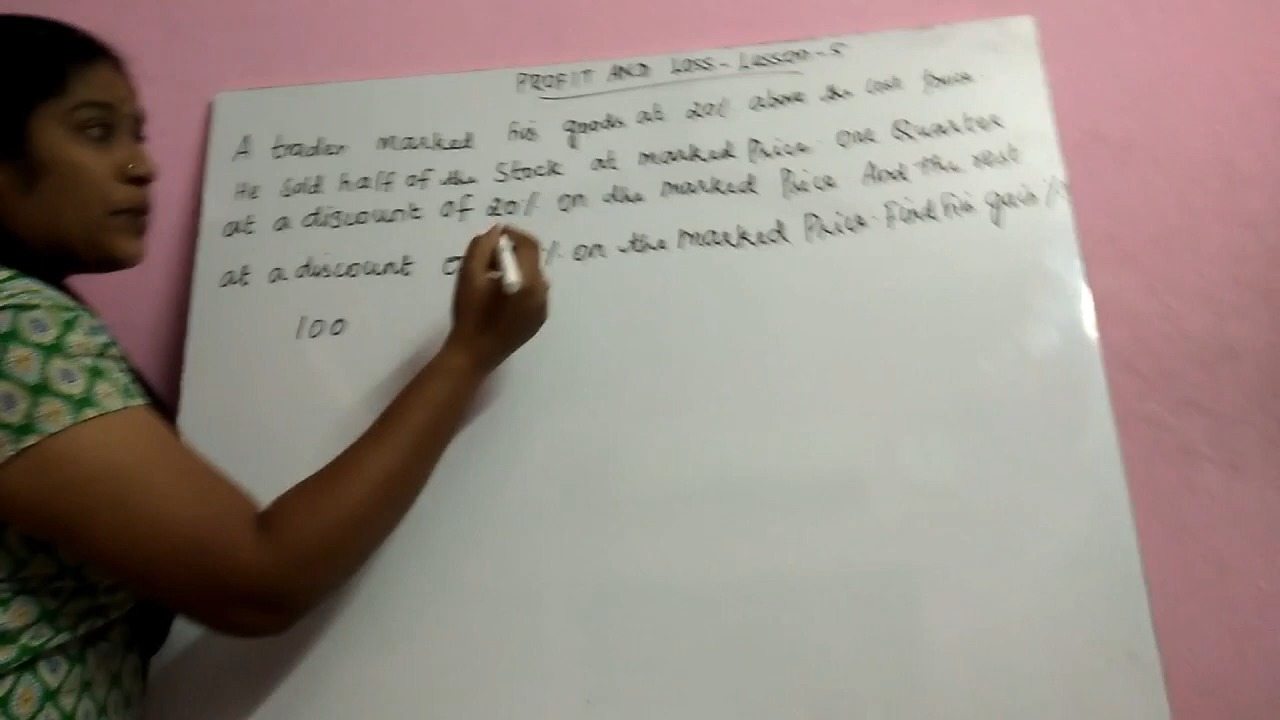 PROFIT AND LOSS - LESSON - 5
A trader marked his goods at 20% above the cost price
He Sold half of the Stock at marked Price One Quarter
at a discount of 20% on the marked Price And the rest
at a discount % on the marked Price. Find his gain %
100